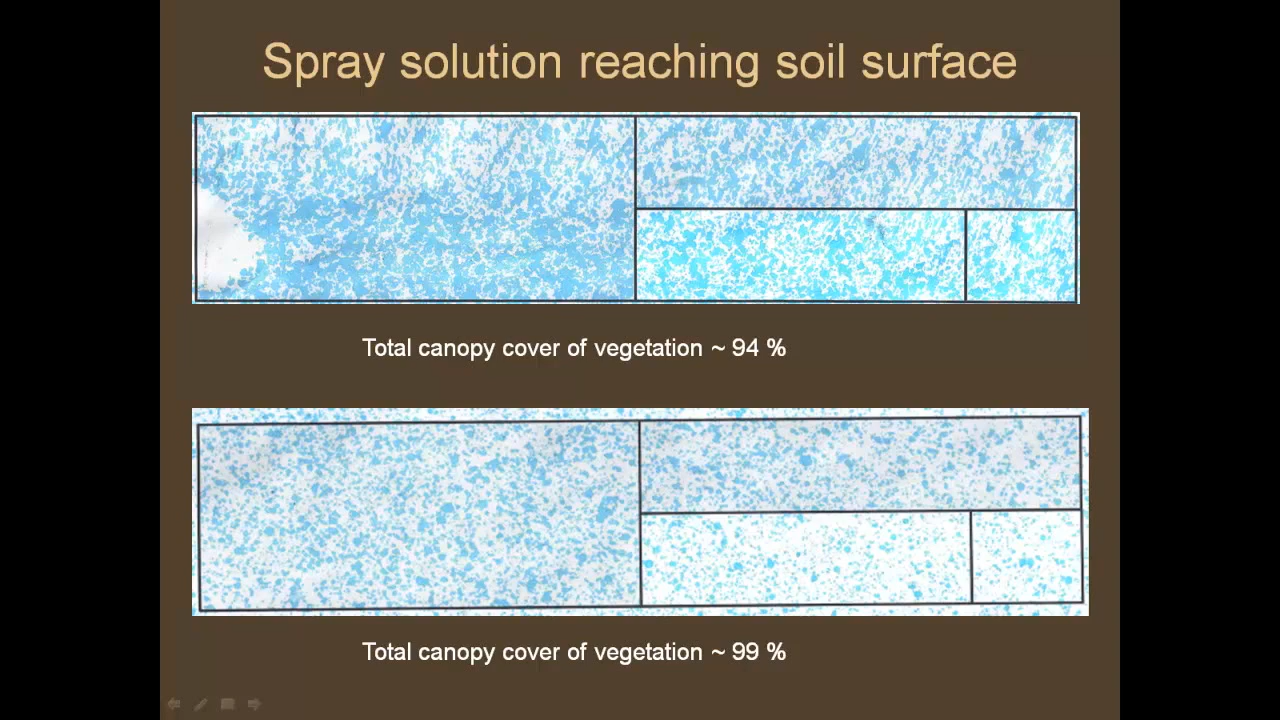 Spray solution reaching soil surface
Total canopy cover of vegetation ~ 94 %
Total canopy cover of vegetation ~ 99 %